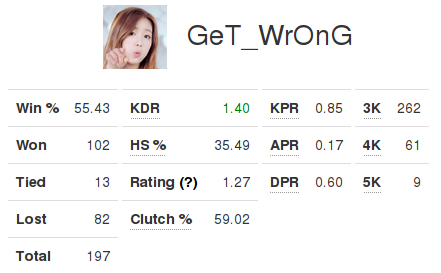 GeT_WrOnG
Win % 55.43 KDR 1.40 KPR 0.85 3K 262
Won 102 HS % 35.49 APR 0.17 4K 61
Tied 13 Rating (?) 1.27 DPR 0.60 5K 9
Lost 82 Clutch % 59.02
Total 197